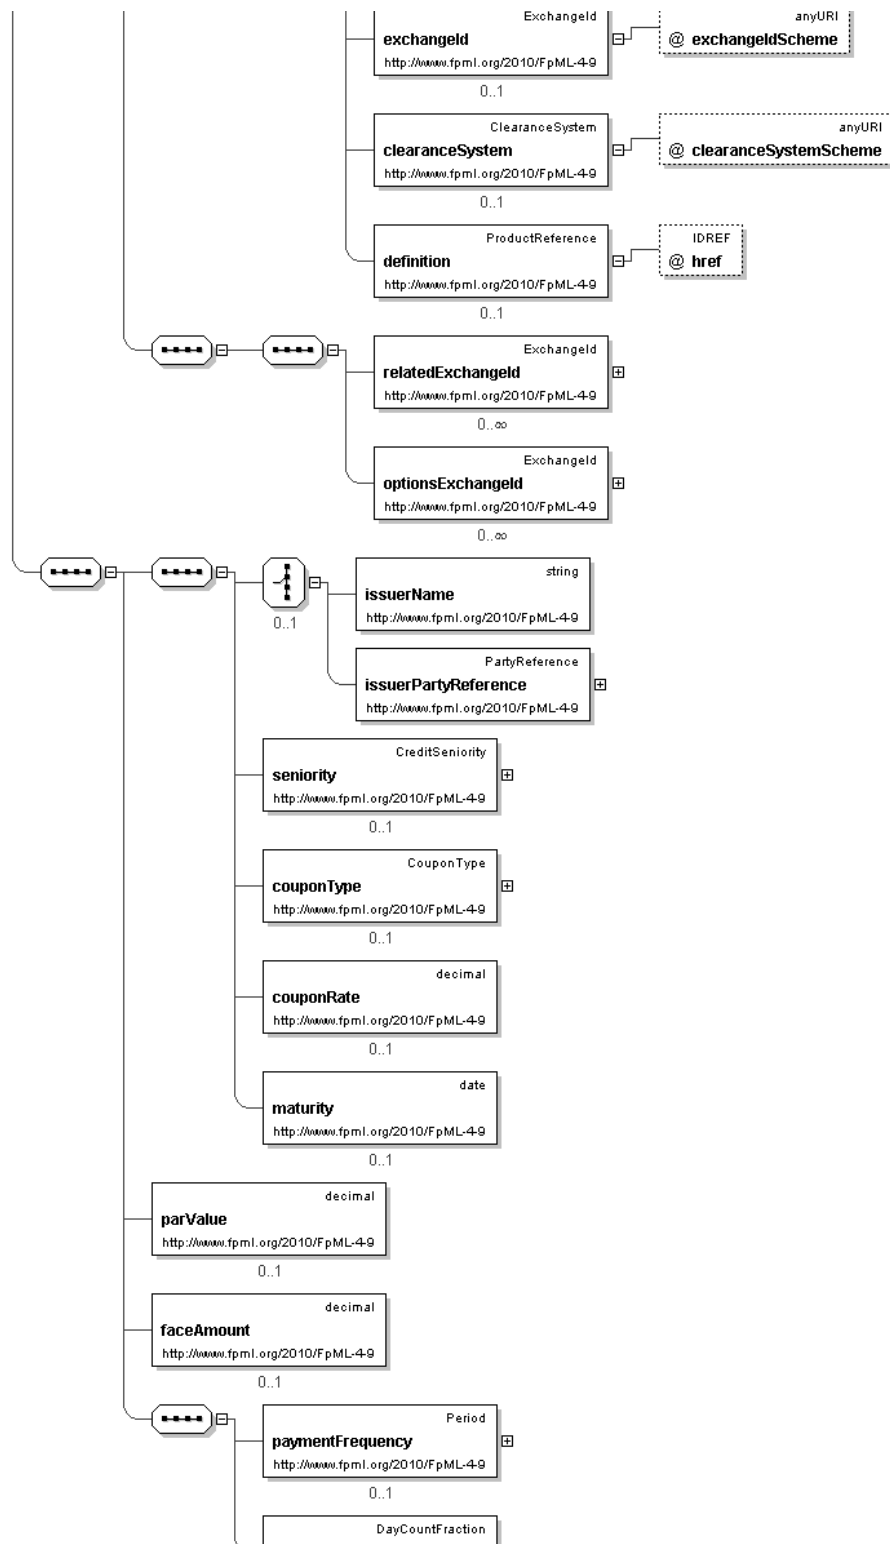 ExchangeId
exchangeId
http://www.fpml.org/2010/FpML-4-9
0..1
anyURI
@ exchangeIdScheme
ClearanceSystem
clearanceSystem
http://www.fpml.org/2010/FpML-4-9
0..1
anyURI
@ clearanceSystemScheme
ProductReference
definition
http://www.fpml.org/2010/FpML-4-9
0..1
IDREF
@ href
ExchangeId
relatedExchangeId
http://www.fpml.org/2010/FpML-4-9
0..∞
ExchangeId
optionsExchangeId
http://www.fpml.org/2010/FpML-4-9
0..∞
0..1
string
issuerName
http://www.fpml.org/2010/FpML-4-9
PartyReference
issuerPartyReference
http://www.fpml.org/2010/FpML-4-9
CreditSeniority
seniority
http://www.fpml.org/2010/FpML-4-9
0..1
CouponType
couponType
http://www.fpml.org/2010/FpML-4-9
0..1
decimal
couponRate
http://www.fpml.org/2010/FpML-4-9
0..1
date
maturity
http://www.fpml.org/2010/FpML-4-9
0..1
decimal
parValue
http://www.fpml.org/2010/FpML-4-9
0..1
decimal
faceAmount
http://www.fpml.org/2010/FpML-4-9
0..1
Period
paymentFrequency
http://www.fpml.org/2010/FpML-4-9
0..1
DayCountFraction